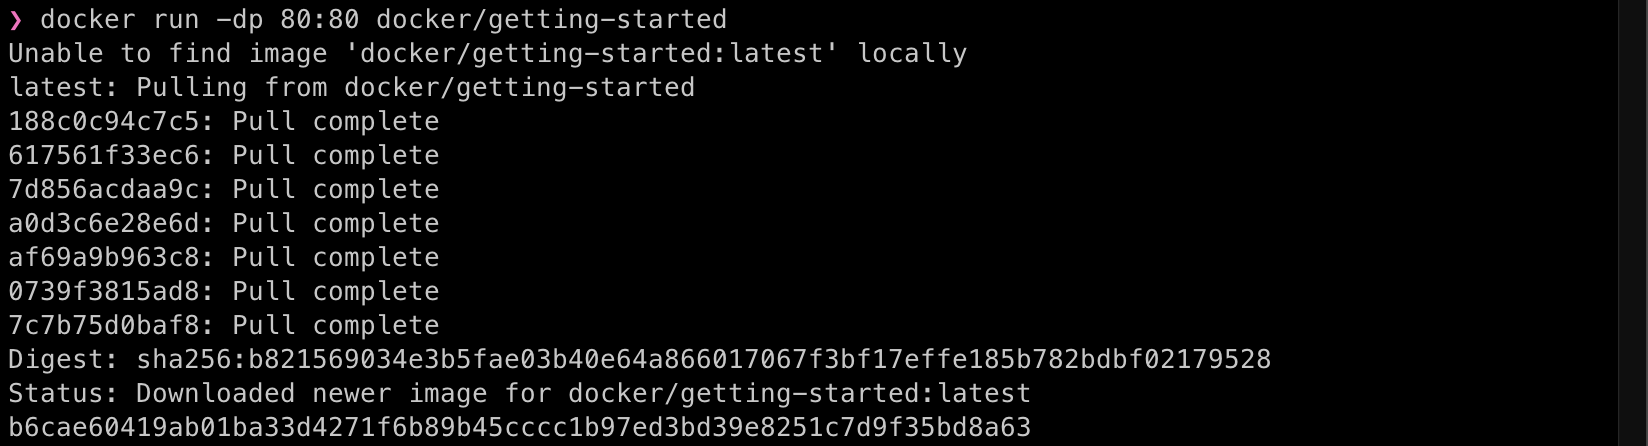 ❯ docker run -dp 80:80 docker/getting-started
Unable to find image 'docker/getting-started:latest' locally
latest: Pulling from docker/getting-started
188c0c94c7c5: Pull complete
617561f33ec6: Pull complete
7d856acdaa9c: Pull complete
a0d3c6e28e6d: Pull complete
af69a9b963c8: Pull complete
0739f3815ad8: Pull complete
7c7b75d0baf8: Pull complete
Digest: sha256:b821569034e3b5fae03b40e64a866017067f3bf17effe185b782bdbf02179528
Status: Downloaded newer image for docker/getting-started:latest
b6cae60419ab01ba33d4271f6b89b45cccc1b97ed3bd39e8251c7d9f35bd8a63